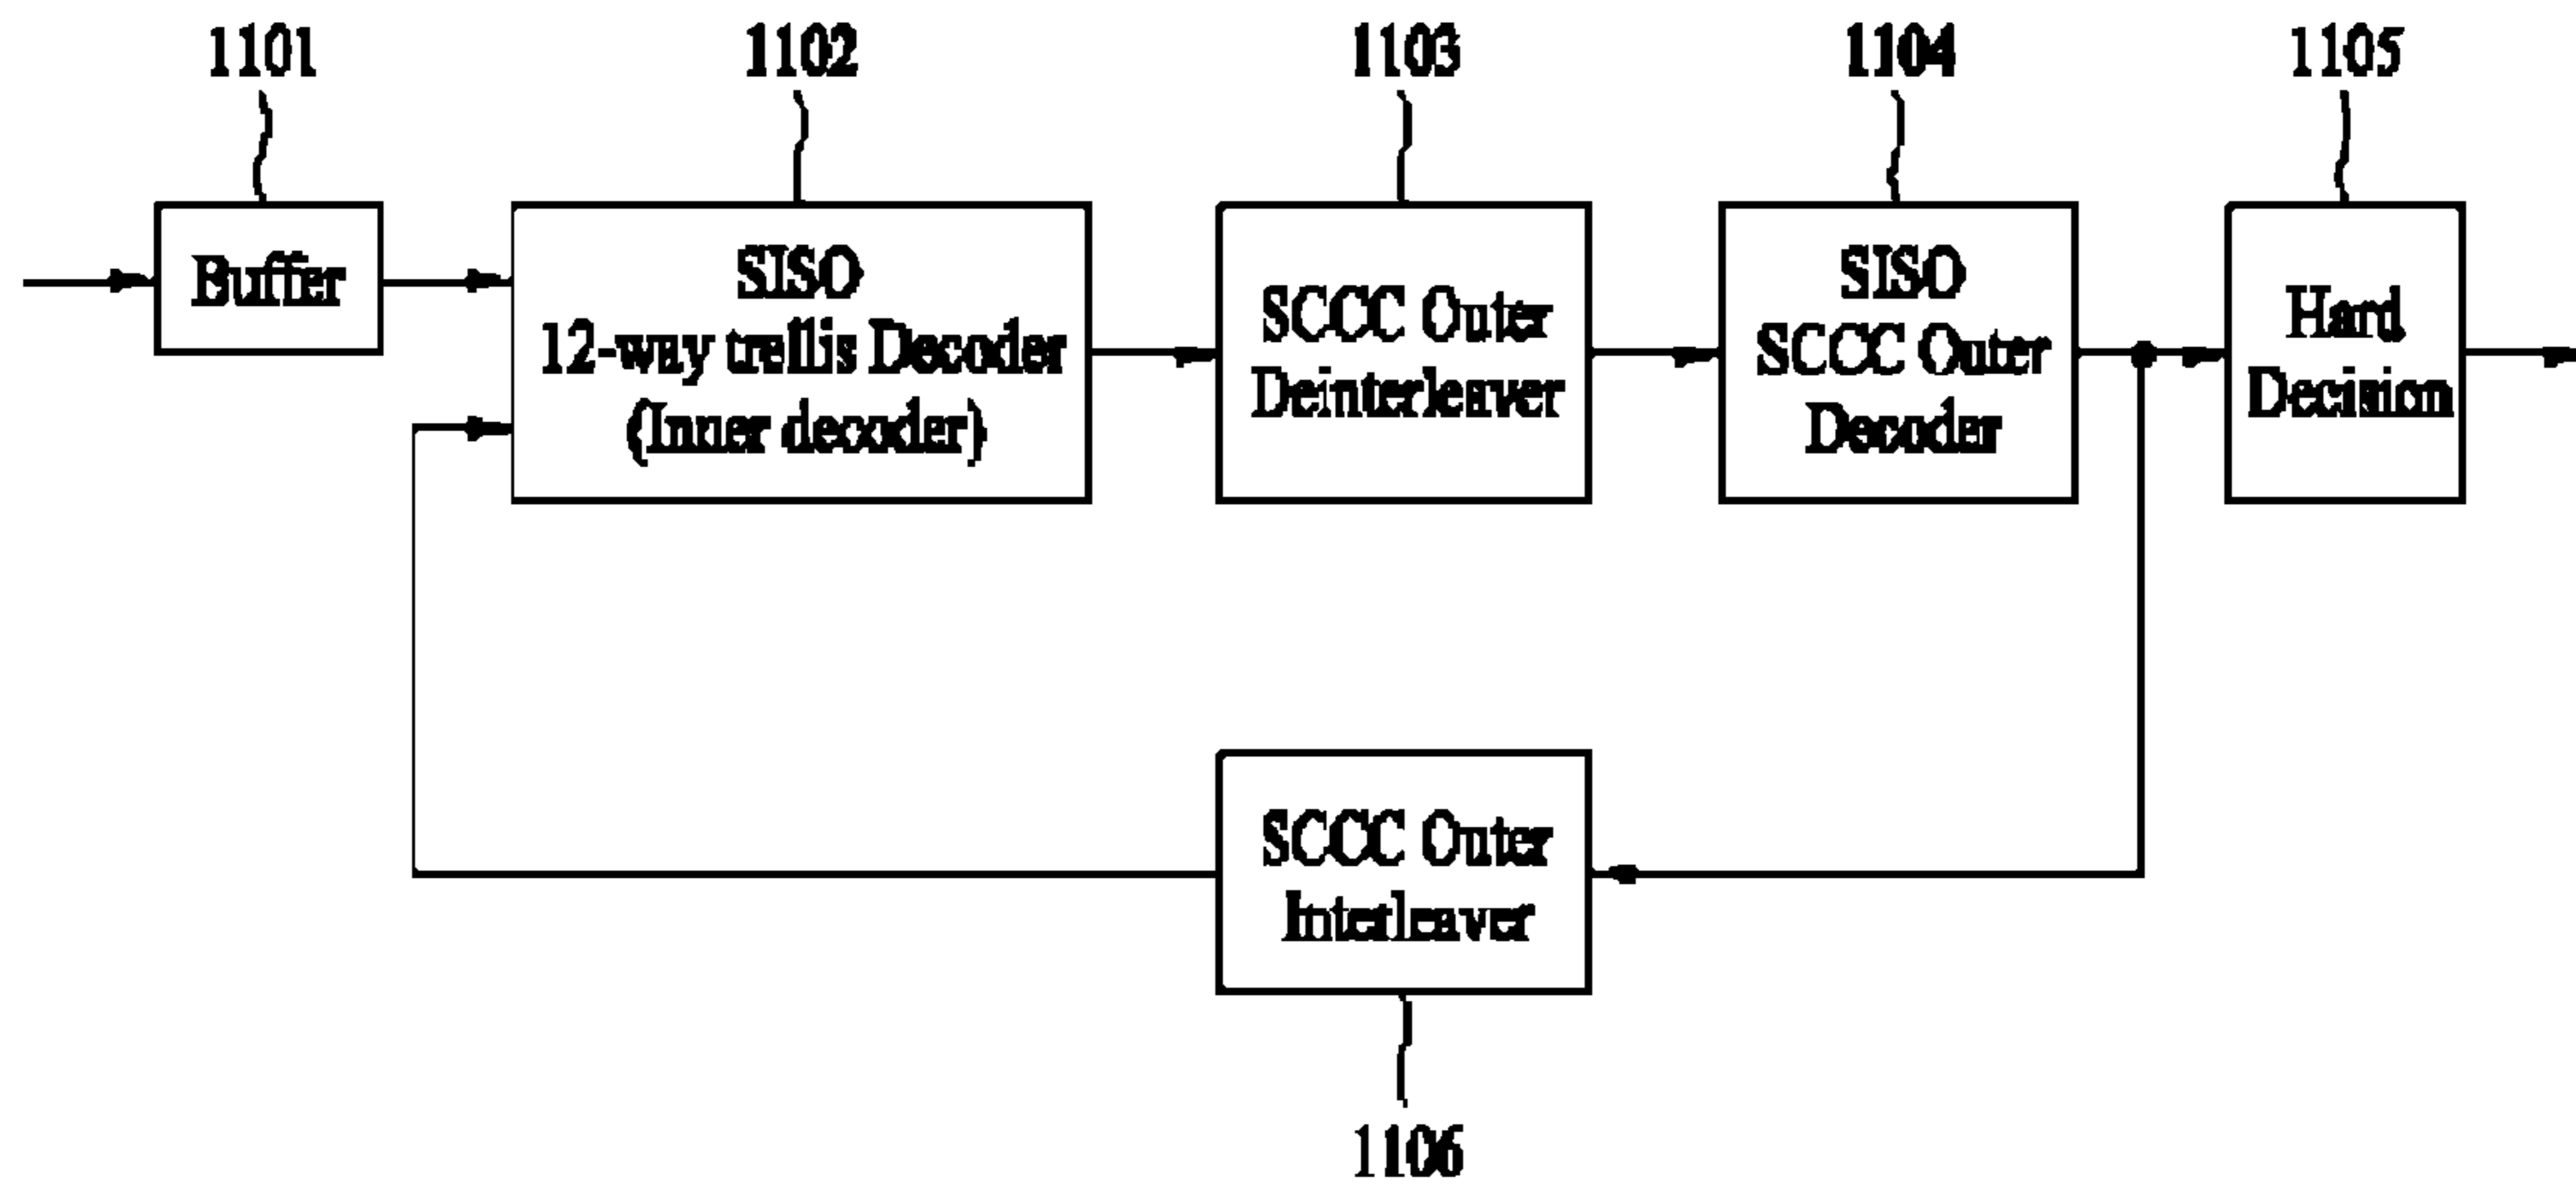 1101
1102
1103
1104
1105
Buffer
SISO
12-way trellis Decoder
(Inner decoder)
SCCC Outer
Deinterleaver
SISO
SCCC Outer
Decoder
Hard
Decision
SCCC Outer
Interleaver
1106